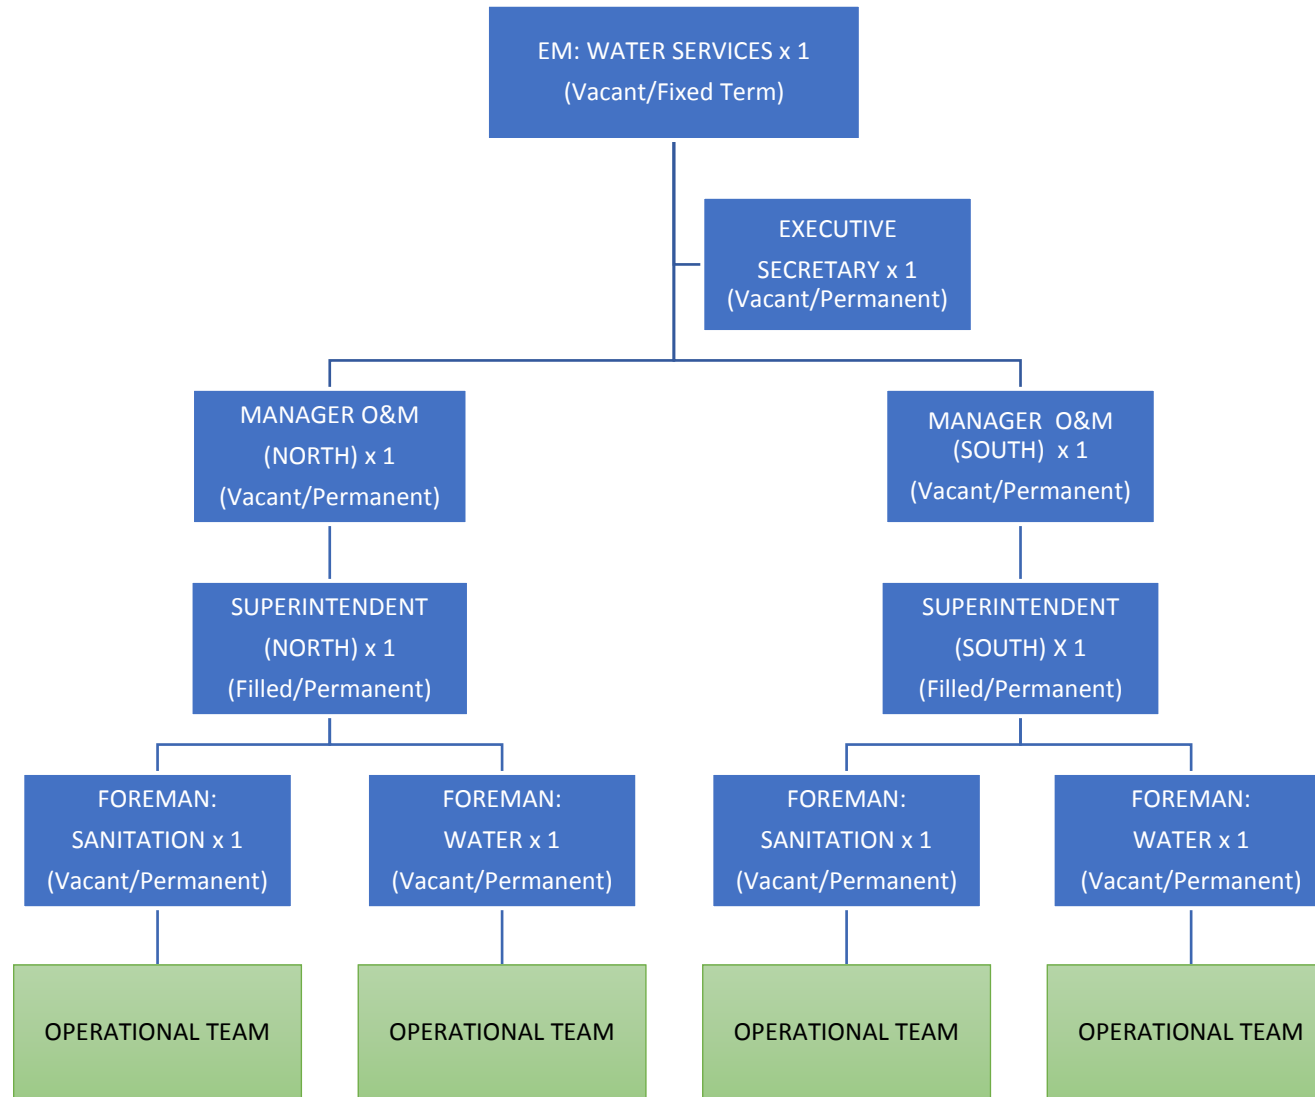 EM: WATER SERVICES x 1
(Vacant/Fixed Term)
EXECUTIVE
SECRETARY x 1
(Vacant/Permanent)
MANAGER O&M
(NORTH) x 1
(Vacant/Permanent)
MANAGER O&M
(SOUTH) x 1
(Vacant/Permanent)
SUPERINTENDENT
(NORTH) x 1
(Filled/Permanent)
SUPERINTENDENT
(SOUTH) X 1
(Filled/Permanent)
FOREMAN:
SANITATION x 1
(Vacant/Permanent)
FOREMAN:
WATER x 1
(Vacant/Permanent)
FOREMAN:
SANITATION x 1
(Vacant/Permanent)
FOREMAN:
WATER x 1
(Vacant/Permanent)
OPERATIONAL TEAM
OPERATIONAL TEAM
OPERATIONAL TEAM
OPERATIONAL TEAM